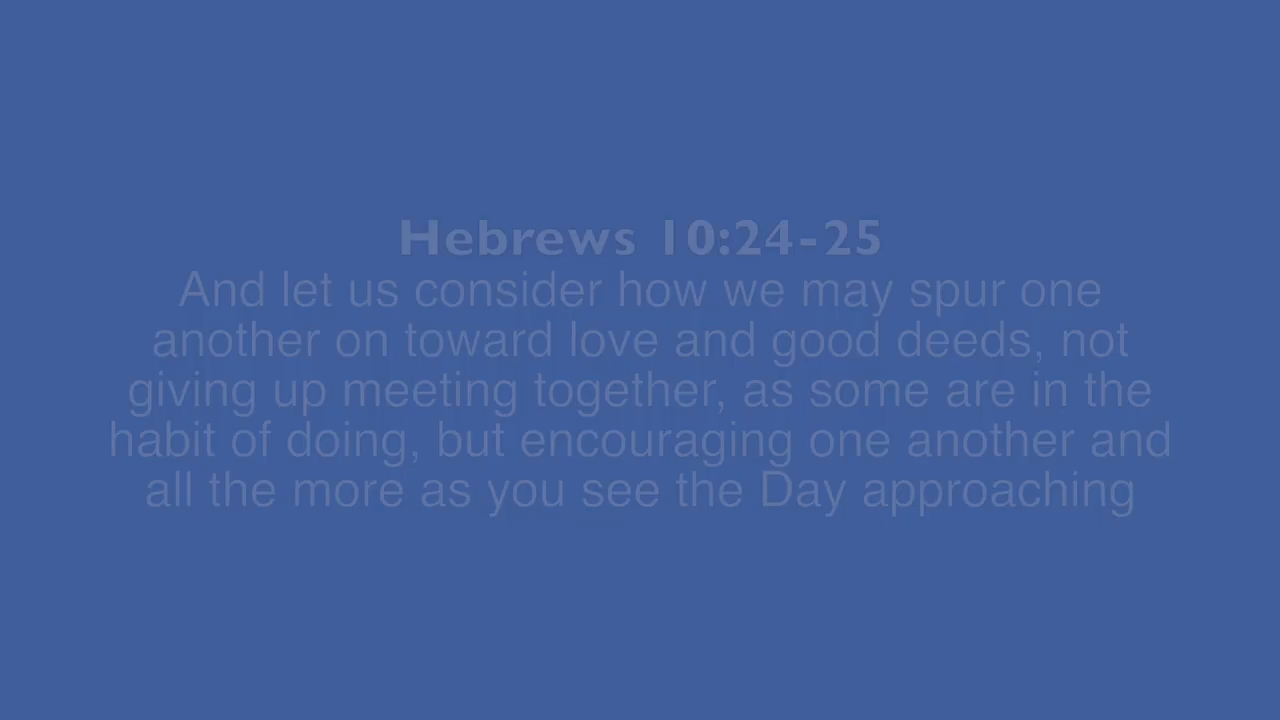 Hebrews 10:24-25
And let us consider how we may spur one
another on toward love and good deeds, not
giving up meeting together, as some are in the
habit of doing, but encouraging one another and
all the more as you see the Day approaching